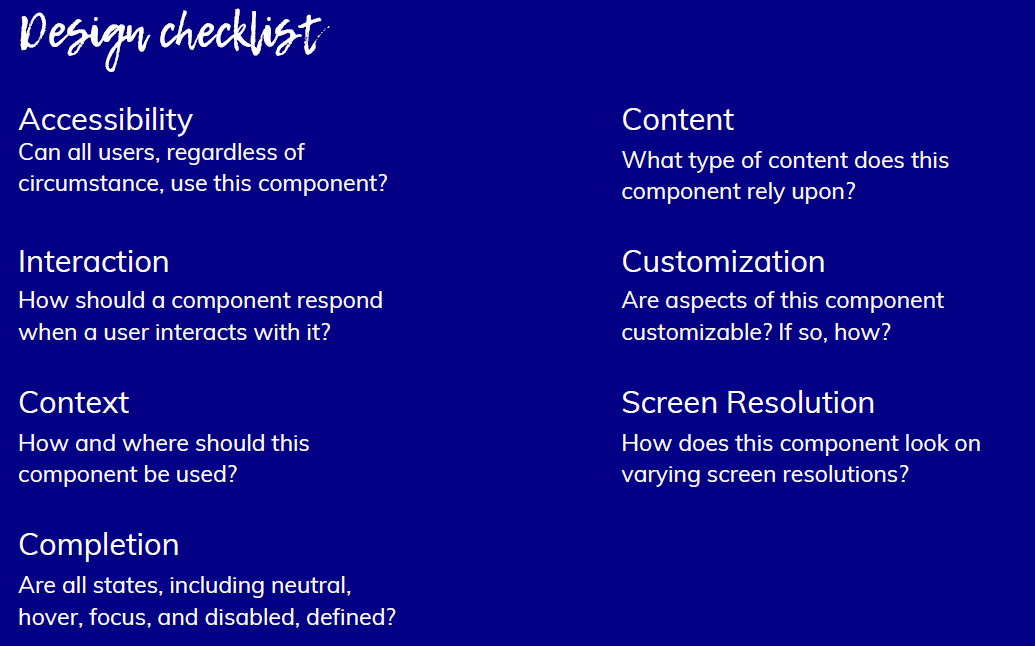 Design checklist
Accessibility
Can all users, regardless of
circumstance, use this component?
Interaction
How should a component respond
when a user interacts with it?
Context
How and where should this
component be used?
Completion
Are all states, including neutral,
hover, focus, and disabled, defined?
Content
What type of content does this
component rely upon?
Customization
Are aspects of this component
customizable? If so, how?
Screen Resolution
How does this component look on
varying screen resolutions?